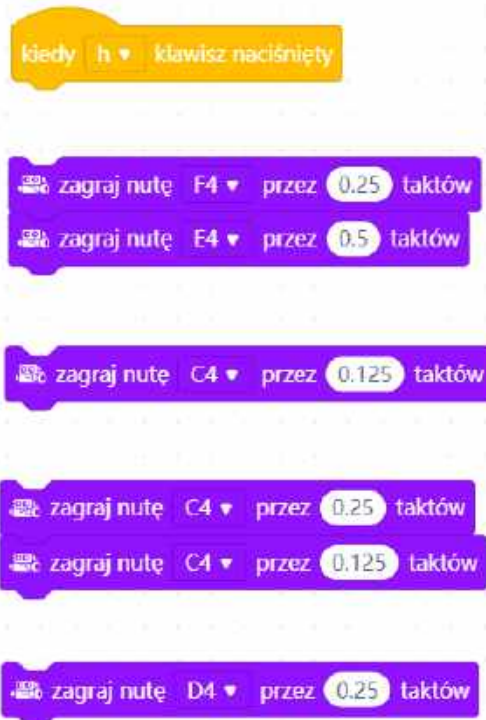 kiedy h klawisz naciśnięty
zagraj nutę F4 przez 0.25 taktów
zagraj nutę E4 przez 0.5 taktów
zagraj nutę C4 przez 0.125 taktów
zagraj nutę C4 przez 0.25 taktów
zagraj nutę C4 przez 0.125 taktów
zagraj nutę D4 przez 0.25 taktów